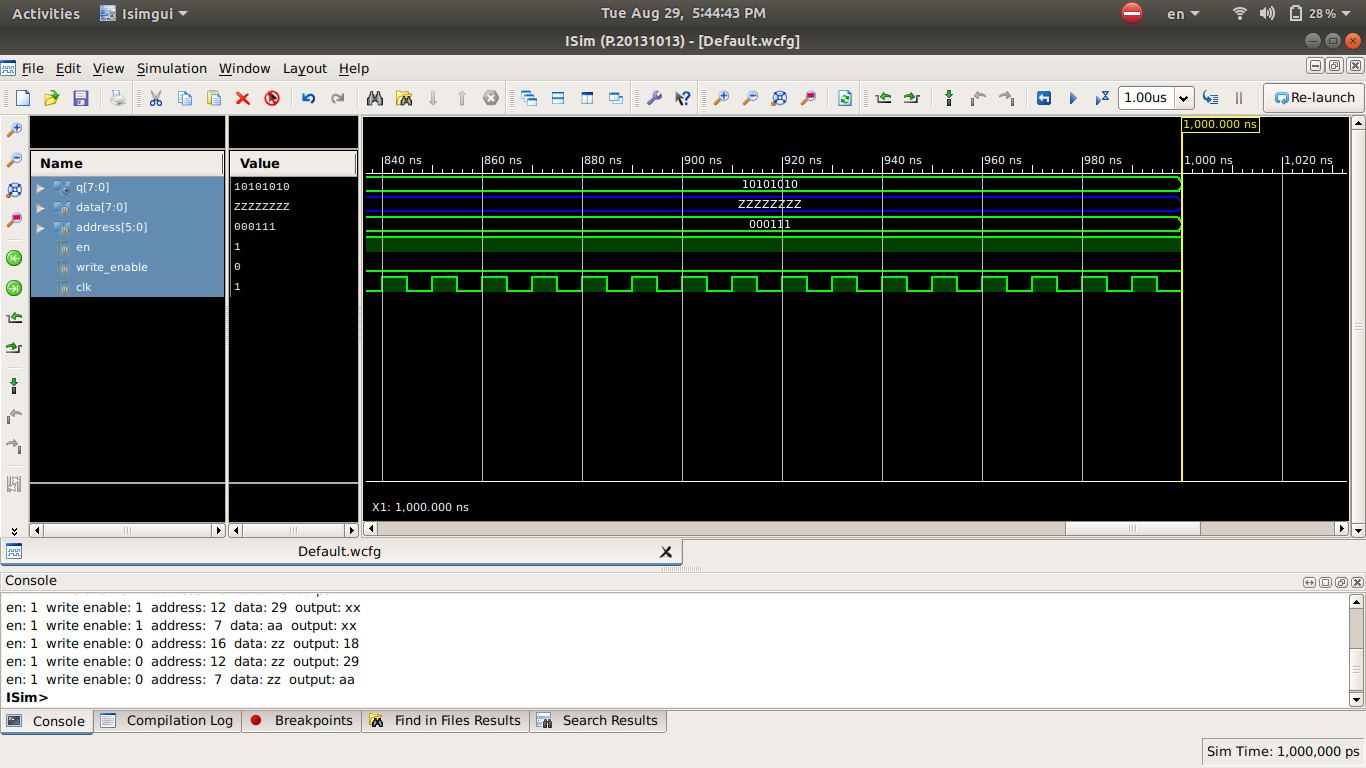 Activities Isimgui Tue Aug 29, 5:44:43 PM en 28%
ISim (P.20131013) - [Default.wcfg]
File Edit View Simulation Window Layout Help
1.00us Re-launch
1,000.000 ns
Name Value
840 ns 860 ns 880 ns 900 ns 920 ns 940 ns 960 ns 980 ns 1,000 ns 1,020 ns
q[7:0] 10101010 10101010
data[7:0] ZZZZZZZZ ZZZZZZZZ
address[5:0] 000111 000111
en 1
write_enable 0
clk 1
X1: 1,000.000 ns
Default.wcfg
Console
en: 1 write enable: 1 address: 12 data: 29 output: xx
en: 1 write enable: 1 address: 7 data: aa output: xx
en: 1 write enable: 0 address: 16 data: zz output: 18
en: 1 write enable: 0 address: 12 data: zz output: 29
en: 1 write enable: 0 address: 7 data: zz output: aa
ISim>
Console Compilation Log Breakpoints Find in Files Results Search Results
Sim Time: 1,000,000 ps